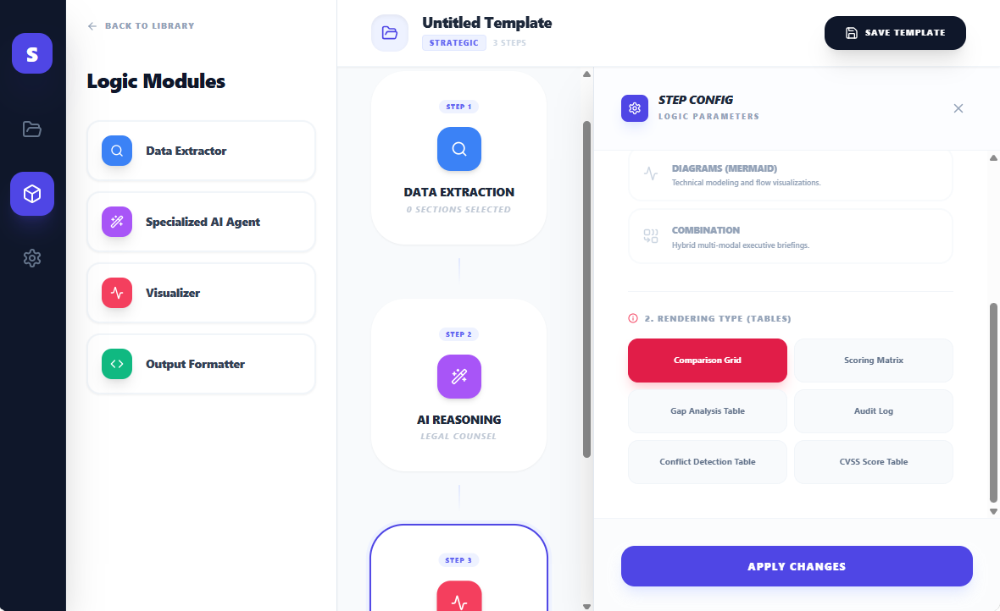 S
BACK TO LIBRARY
Logic Modules
Data Extractor
Specialized AI Agent
Visualizer
Output Formatter
Untitled Template
STRATEGIC 3 STEPS
SAVE TEMPLATE
STEP 1
DATA EXTRACTION
0 SECTIONS SELECTED
STEP 2
AI REASONING
LEGAL COUNSEL
STEP 3
STEP CONFIG
LOGIC PARAMETERS
DIAGRAMS (MERMAID)
Technical modeling and flow visualizations.
COMBINATION
Hybrid multi-modal executive briefings.
2. RENDERING TYPE (TABLES)
Comparison Grid
Scoring Matrix
Gap Analysis Table
Audit Log
Conflict Detection Table
CVSS Score Table
APPLY CHANGES